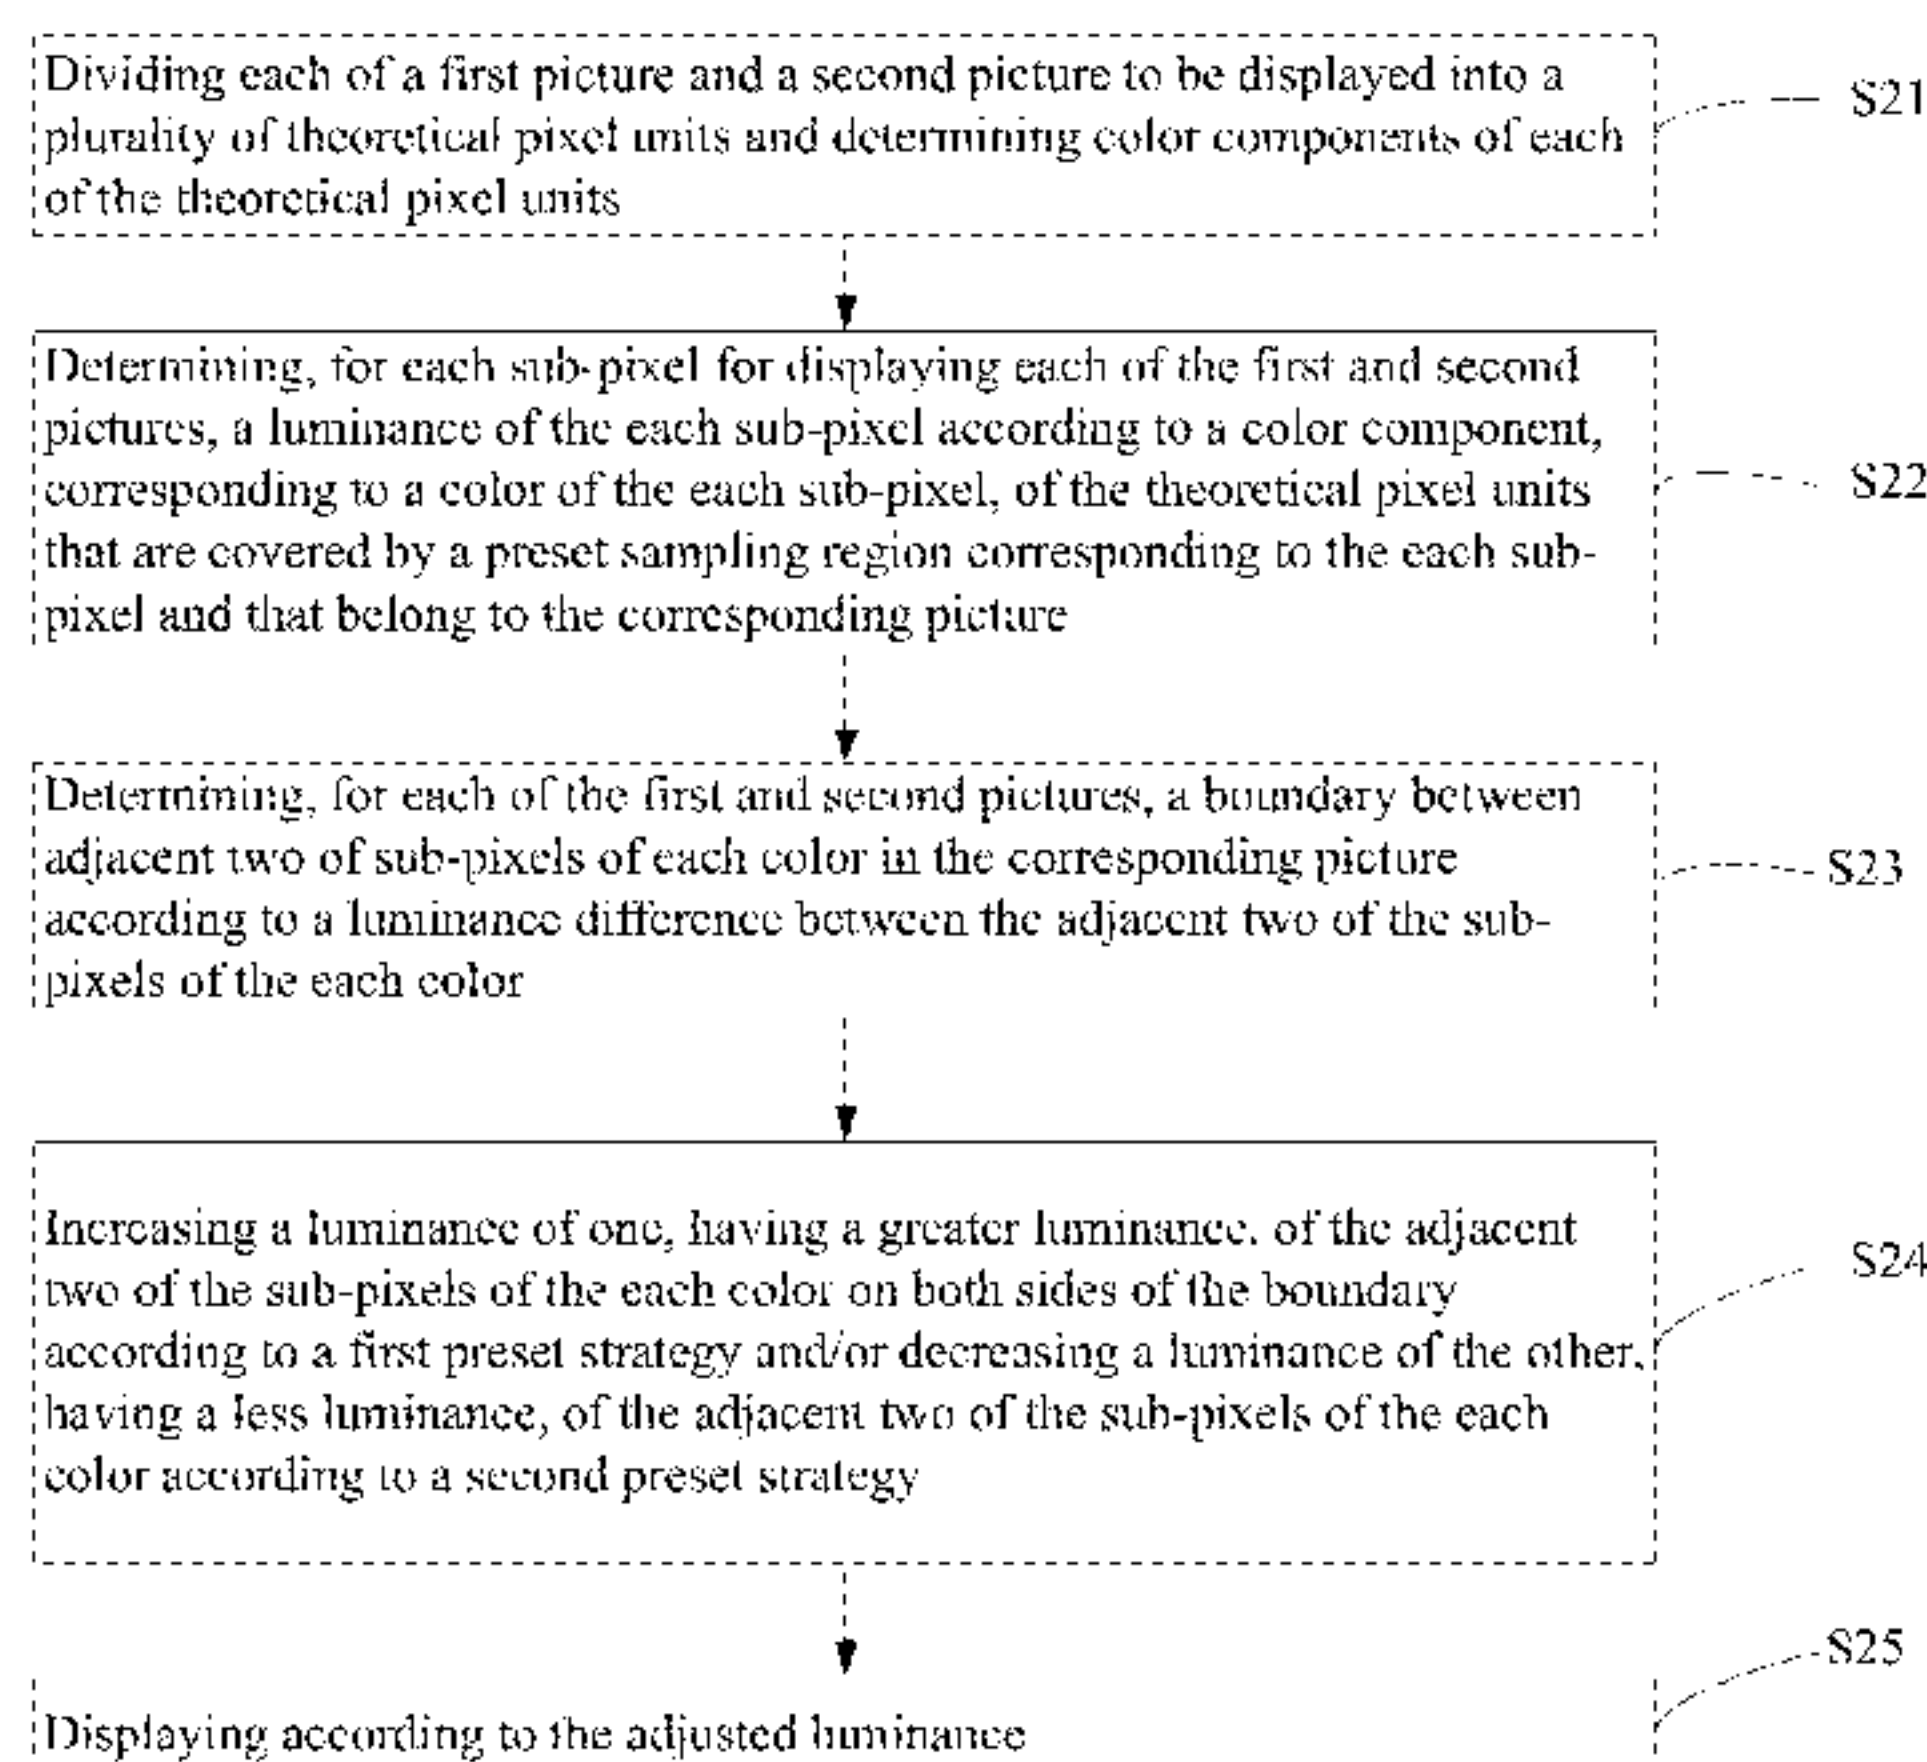 Dividing each of a first picture and a second picture to be displayed into a
plurality of theoretical pixel units and determining color components of each
of the theoretical pixel units
S21
Determining, for each sub-pixel for displaying each of the first and second
pictures, a luminance of the each sub-pixel according to a color component,
corresponding to a color of the each sub-pixel, of the theoretical pixel units
that are covered by a preset sampling region corresponding to the each sub-
pixel and that belong to the corresponding picture
S22
Determining, for each of the first and second pictures, a boundary between
adjacent two of sub-pixels of each color in the corresponding picture
according to a luminance difference between the adjacent two of the sub-
pixels of the each color
S23
Increasing a luminance of one, having a greater luminance, of the adjacent
two of the sub-pixels of the each color on both sides of the boundary
according to a first preset strategy and/or decreasing a luminance of the other,
having a less luminance, of the adjacent two of the sub-pixels of the each
color according to a second preset strategy
S24
Displaying according to the adjusted luminance
S25